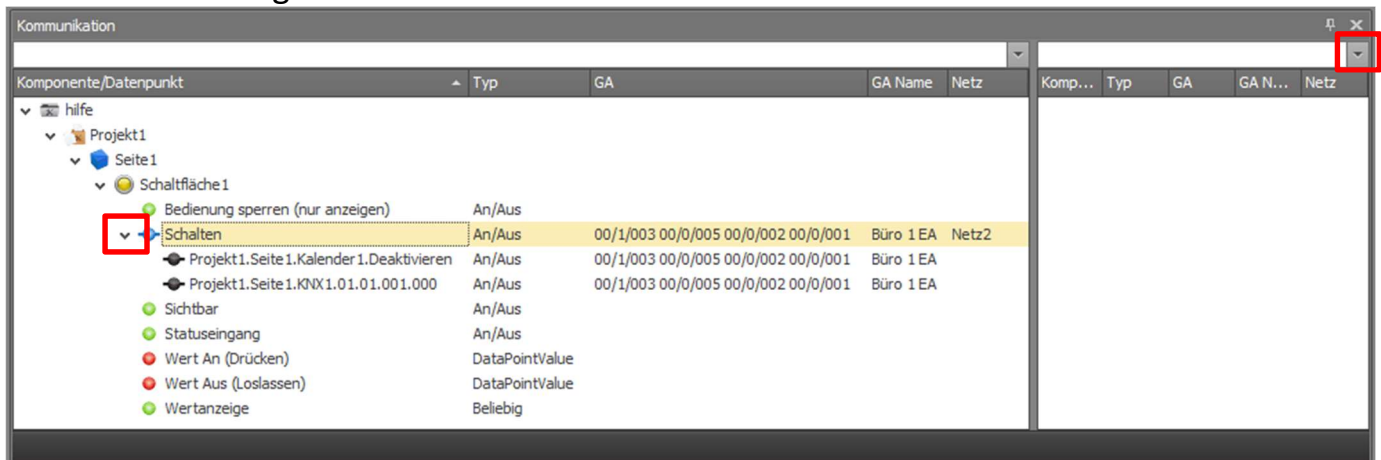 Kommunikation
Komponente/Datenpunkt Typ GA GA Name Netz Komp... Typ GA GA N... Netz
hilfe
Projekt1
Seite1
Schaltfläche1
Bedienung sperren (nur anzeigen) An/Aus
Schalten An/Aus 00/1/003 00/0/005 00/0/002 00/0/001 Büro 1 EA Netz2
Projekt1.Seite1.Kalender1.Deaktivieren An/Aus 00/1/003 00/0/005 00/0/002 00/0/001 Büro 1 EA
Projekt1.Seite1.KNX1.01.01.001.000 An/Aus 00/1/003 00/0/005 00/0/002 00/0/001 Büro 1 EA
Sichtbar An/Aus
Statuseingang An/Aus
Wert An (Drücken) DataPointValue
Wert Aus (Loslassen) DataPointValue
Wertanzeige Beliebig